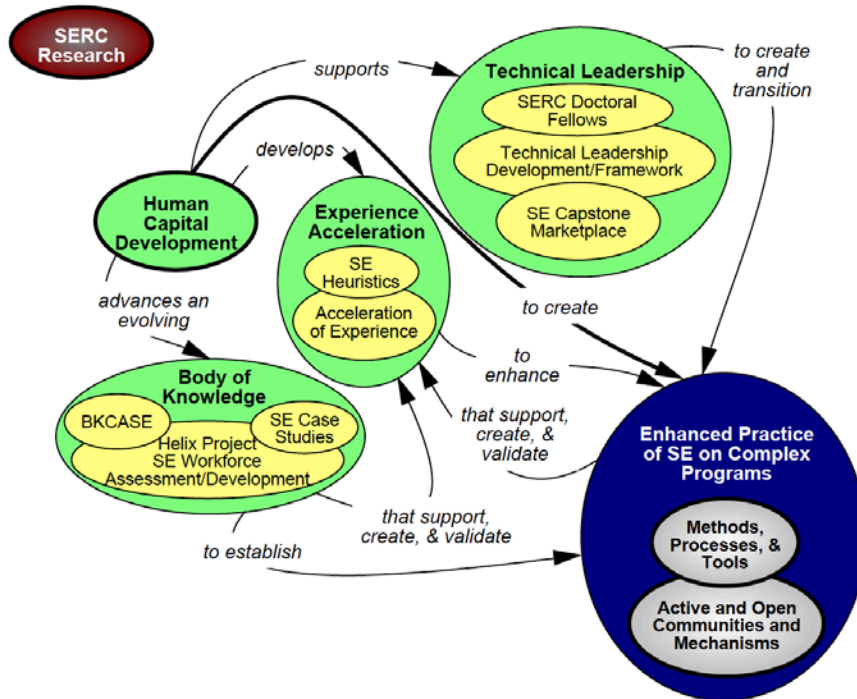 SERC
Research
supports
Technical Leadership
to create
and
transition
SERC Doctoral
Fellows
develops
Technical Leadership
Development/Framework
Human
Capital
Development
Experience
Acceleration
SE Capstone
Marketplace
SE
Heuristics
advances an
evolving
Acceleration
of Experience
to create
to
enhance
Body of
Knowledge
BKCASE
SE Case
Studies
Helix Project
SE Workforce
Assessment/Development
that support,
create, &
validate
Enhanced Practice
of SE on Complex
Programs
that support,
create, & validate
to establish
Methods,
Processes, &
Tools
Active and Open
Communities and
Mechanisms